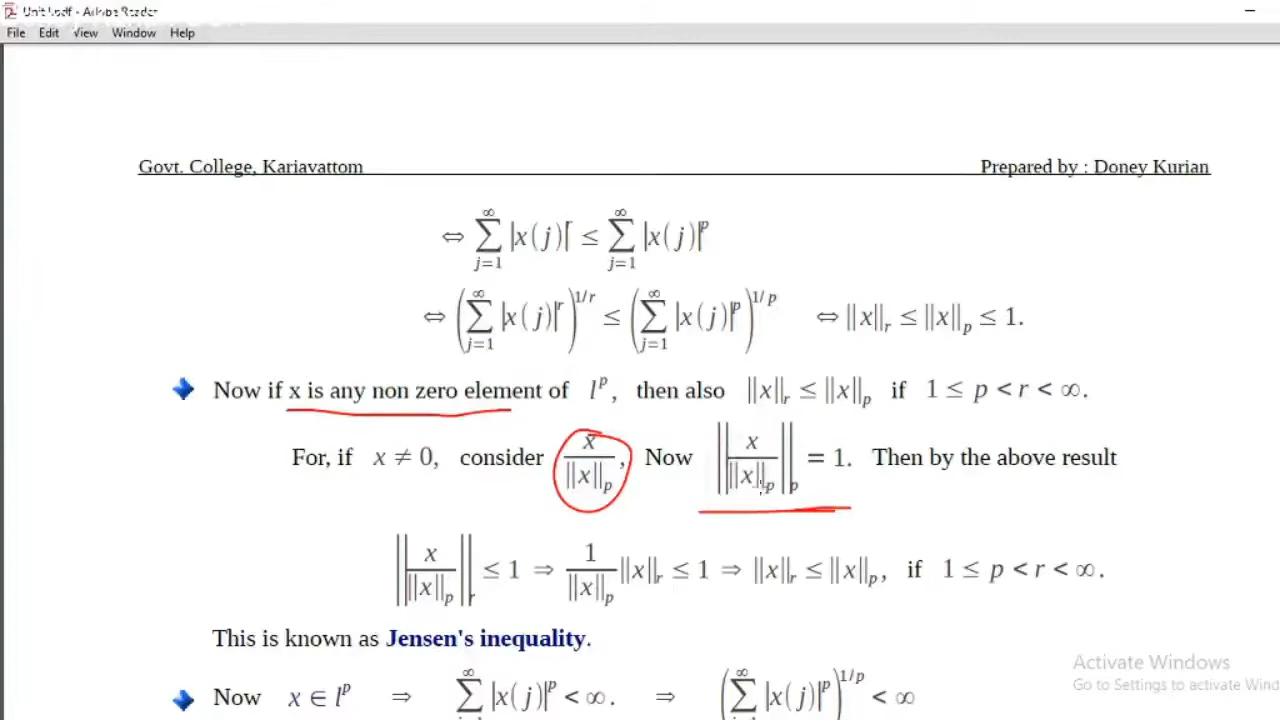 File Edit View Window Help
Govt. College, Kariavattom Prepared by : Doney Kurian
⇔ ∑_{j=1}^{∞} |x(j)|^r ≤ ∑_{j=1}^{∞} |x(j)|^p
⇔ (∑_{j=1}^{∞} |x(j)|^r)^{1/r} ≤ (∑_{j=1}^{∞} |x(j)|^p)^{1/p} ⇔ ||x||_r ≤ ||x||_p ≤ 1.
Now if x is any non zero element of l^p, then also ||x||_r ≤ ||x||_p if 1 ≤ p < r < ∞.
For, if x ≠ 0, consider x/||x||_p, Now || x/||x||_p ||_p = 1. Then by the above result
|| x/||x||_p ||_r ≤ 1 ⇒ 1/||x||_p ||x||_r ≤ 1 ⇒ ||x||_r ≤ ||x||_p, if 1 ≤ p < r < ∞.
This is known as Jensen's inequality.
Now x ∈ l^p ⇒ ∑ |x(j)|^p < ∞. ⇒ (∑ |x(j)|^p)^{1/p} < ∞
Activate Windows
Go to Settings to activate Wind